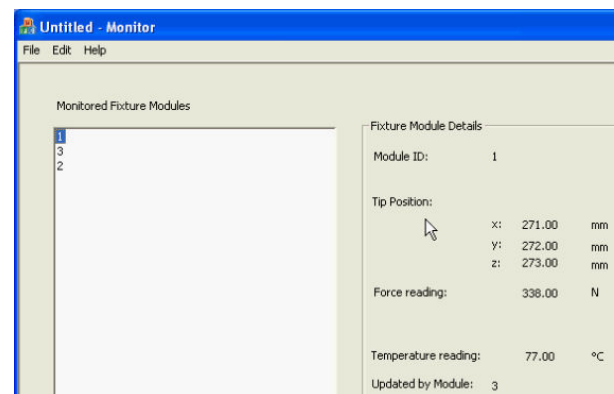 Untitled - Monitor
File Edit Help
Monitored Fixture Modules
1
3
2
Fixture Module Details
Module ID: 1
Tip Position:
x: 271.00 mm
y: 272.00 mm
z: 273.00 mm
Force reading: 338.00 N
Temperature reading: 77.00 °C
Updated by Module: 3